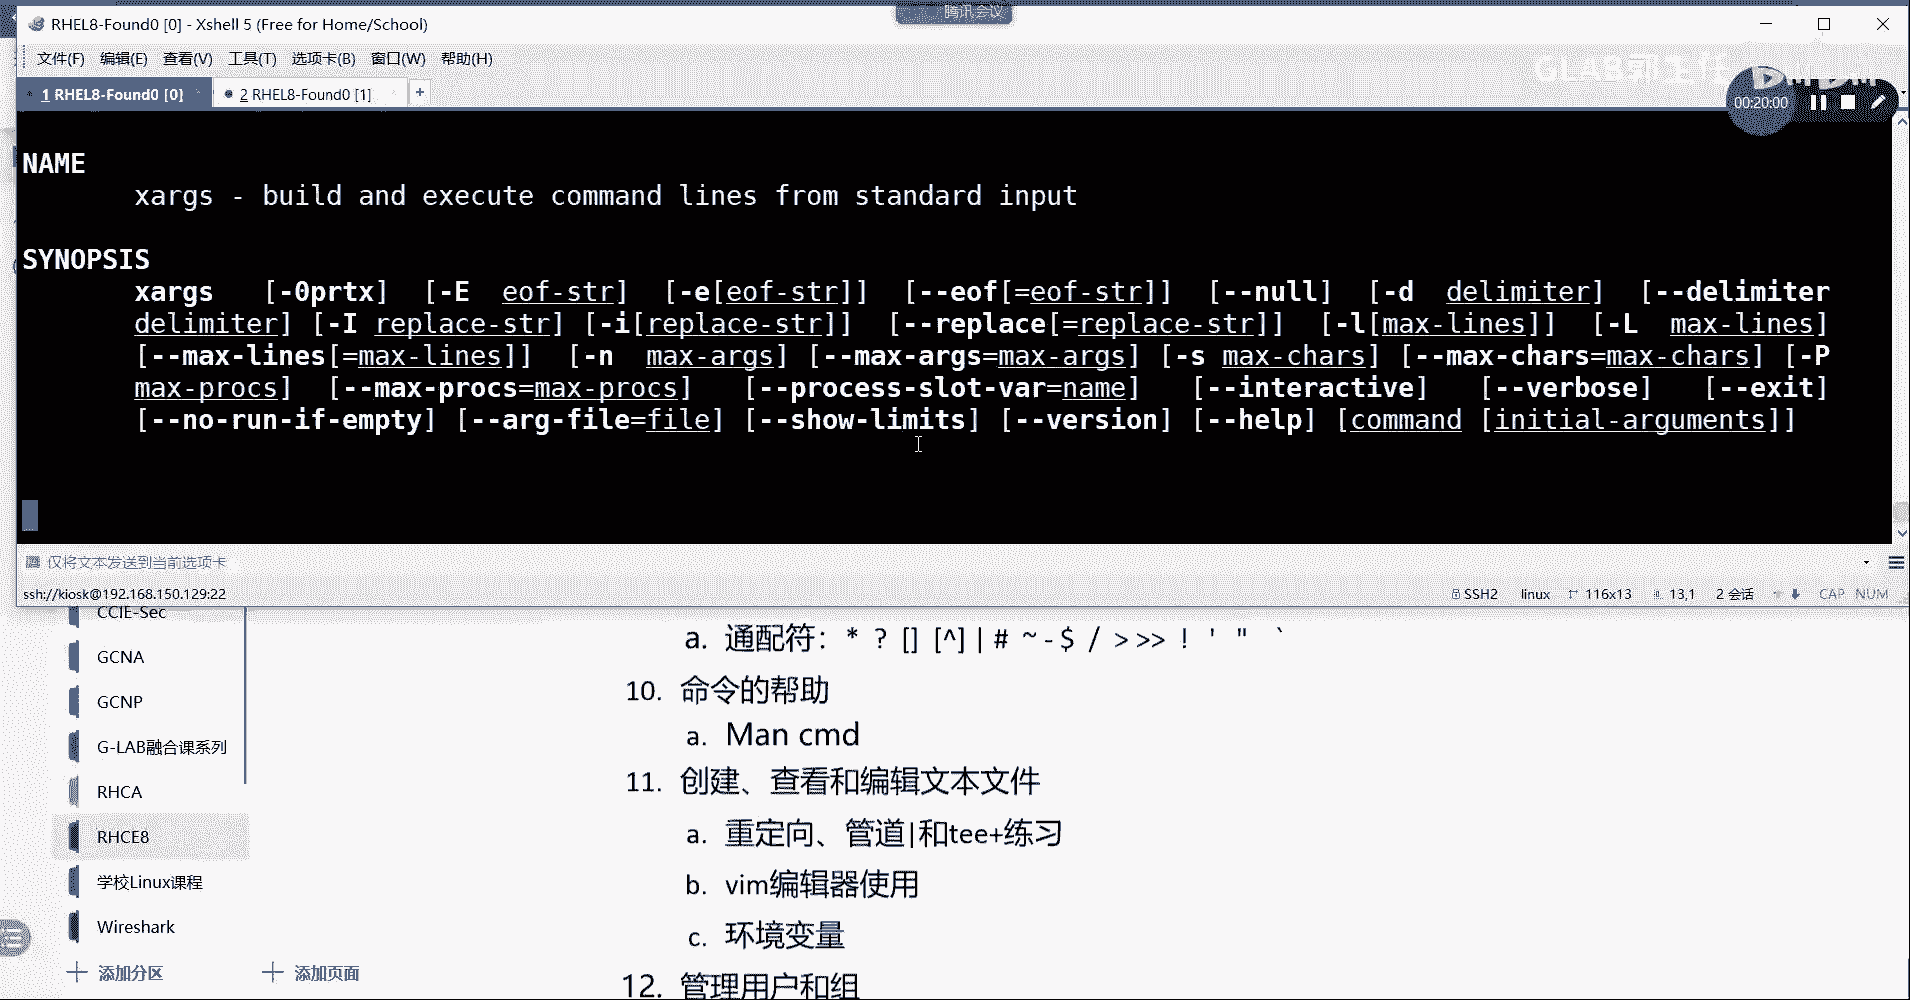 腾讯会议
RHEL8-Found0 [0] - Xshell 5 (Free for Home/School)
文件(F) 编辑(E) 查看(V) 工具(T) 选项卡(B) 窗口(W) 帮助(H)
1 RHEL8-Found0 [0] 2 RHEL8-Found0 [1] +
00:20:00
NAME
xargs - build and execute command lines from standard input
SYNOPSIS
xargs [-0prtx] [-E eof-str] [-e[eof-str]] [--eof[=eof-str]] [--null] [-d delimiter] [--delimiter
delimiter] [-I replace-str] [-i[replace-str]] [--replace[=replace-str]] [-l[max-lines]] [-L max-lines]
[--max-lines[=max-lines]] [-n max-args] [--max-args=max-args] [-s max-chars] [--max-chars=max-chars] [-P
max-procs] [--max-procs=max-procs] [--process-slot-var=name] [--interactive] [--verbose] [--exit]
[--no-run-if-empty] [--arg-file=file] [--show-limits] [--version] [--help] [command [initial-arguments]]
仅将文本发送到当前选项卡
ssh://kiosk@192.168.150.129:22 SSH2 linux 116x13 13,1 2 会话 CAP NUM
CCIE-Sec
GCNA
GCNP
G-LAB融合课系列
RHCA
RHCE8
学校Linux课程
Wireshark
添加分区 添加页面
a. 通配符：* ? [] [^] | # ~ - $ / > >> ! ' " `
10. 命令的帮助
a. Man cmd
11. 创建、查看和编辑文本文件
a. 重定向、管道|和tee+练习
b. vim编辑器使用
c. 环境变量
12. 管理用户和组